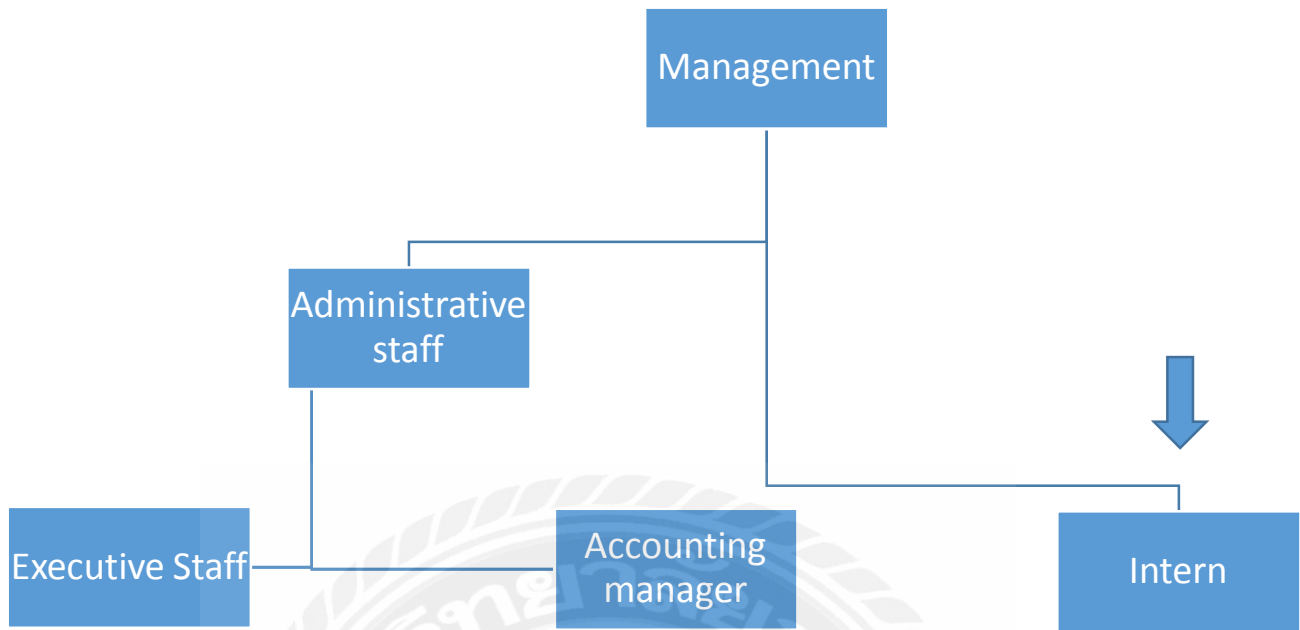 Management
Administrative
staff
Executive Staff
Accounting
manager
Intern